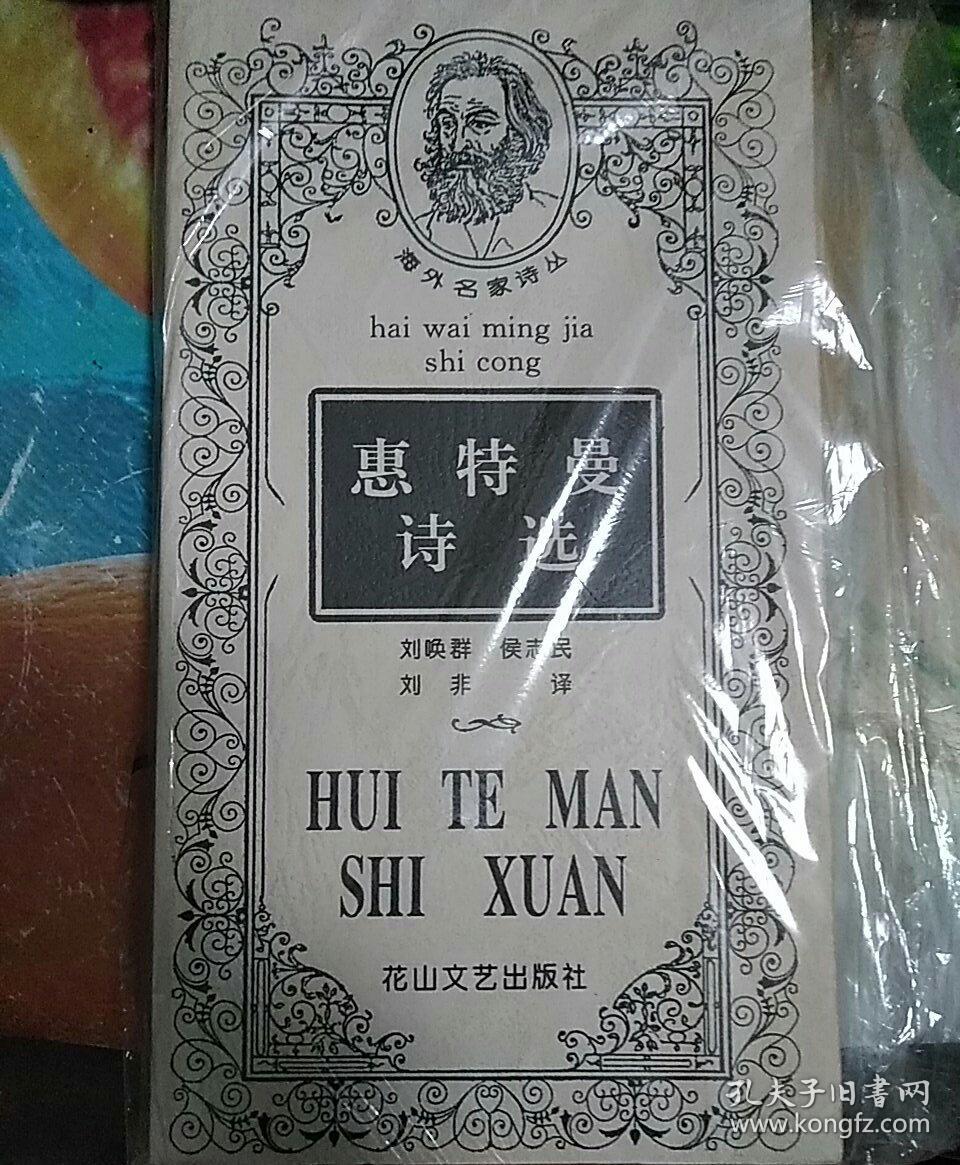 海外名家诗丛
hai wai ming jia
shi cong
惠特曼
诗选
刘唤群 侯志民
刘非 译
HUI TE MAN
SHI XUAN
花山文艺出版社
孔夫子旧書网
www.kongfz.com